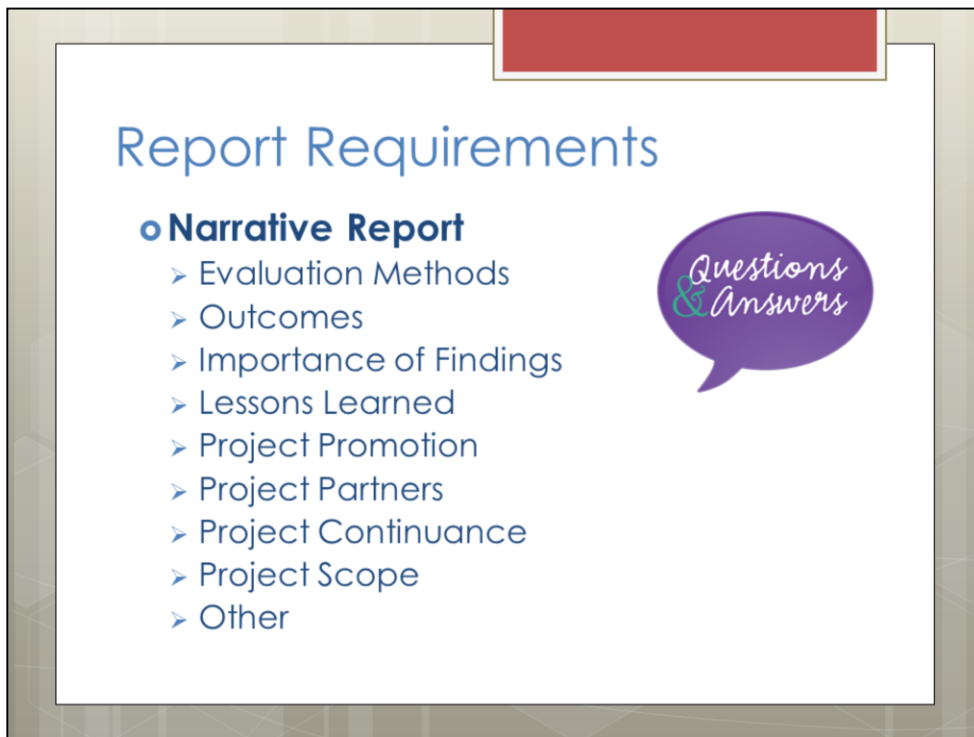 Report Requirements
Narrative Report
Evaluation Methods
Outcomes
Importance of Findings
Lessons Learned
Project Promotion
Project Partners
Project Continuance
Project Scope
Other
Questions
& Answers